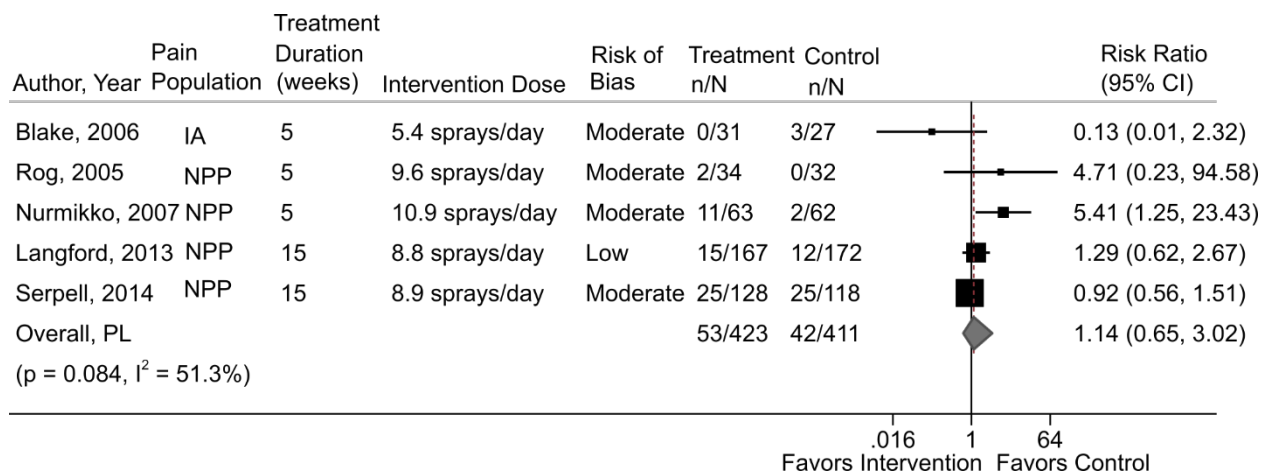 Author, Year Pain Population Treatment Duration (weeks) Intervention Dose Risk of Bias Treatment n/N Control n/N Risk Ratio (95% CI)
Blake, 2006 IA 5 5.4 sprays/day Moderate 0/31 3/27 0.13 (0.01, 2.32)
Rog, 2005 NPP 5 9.6 sprays/day Moderate 2/34 0/32 4.71 (0.23, 94.58)
Nurmikko, 2007 NPP 5 10.9 sprays/day Moderate 11/63 2/62 5.41 (1.25, 23.43)
Langford, 2013 NPP 15 8.8 sprays/day Low 15/167 12/172 1.29 (0.62, 2.67)
Serpell, 2014 NPP 15 8.9 sprays/day Moderate 25/128 25/118 0.92 (0.56, 1.51)
Overall, PL 53/423 42/411 1.14 (0.65, 3.02)
(p = 0.084, I² = 51.3%)
.016 1 64
Favors Intervention Favors Control